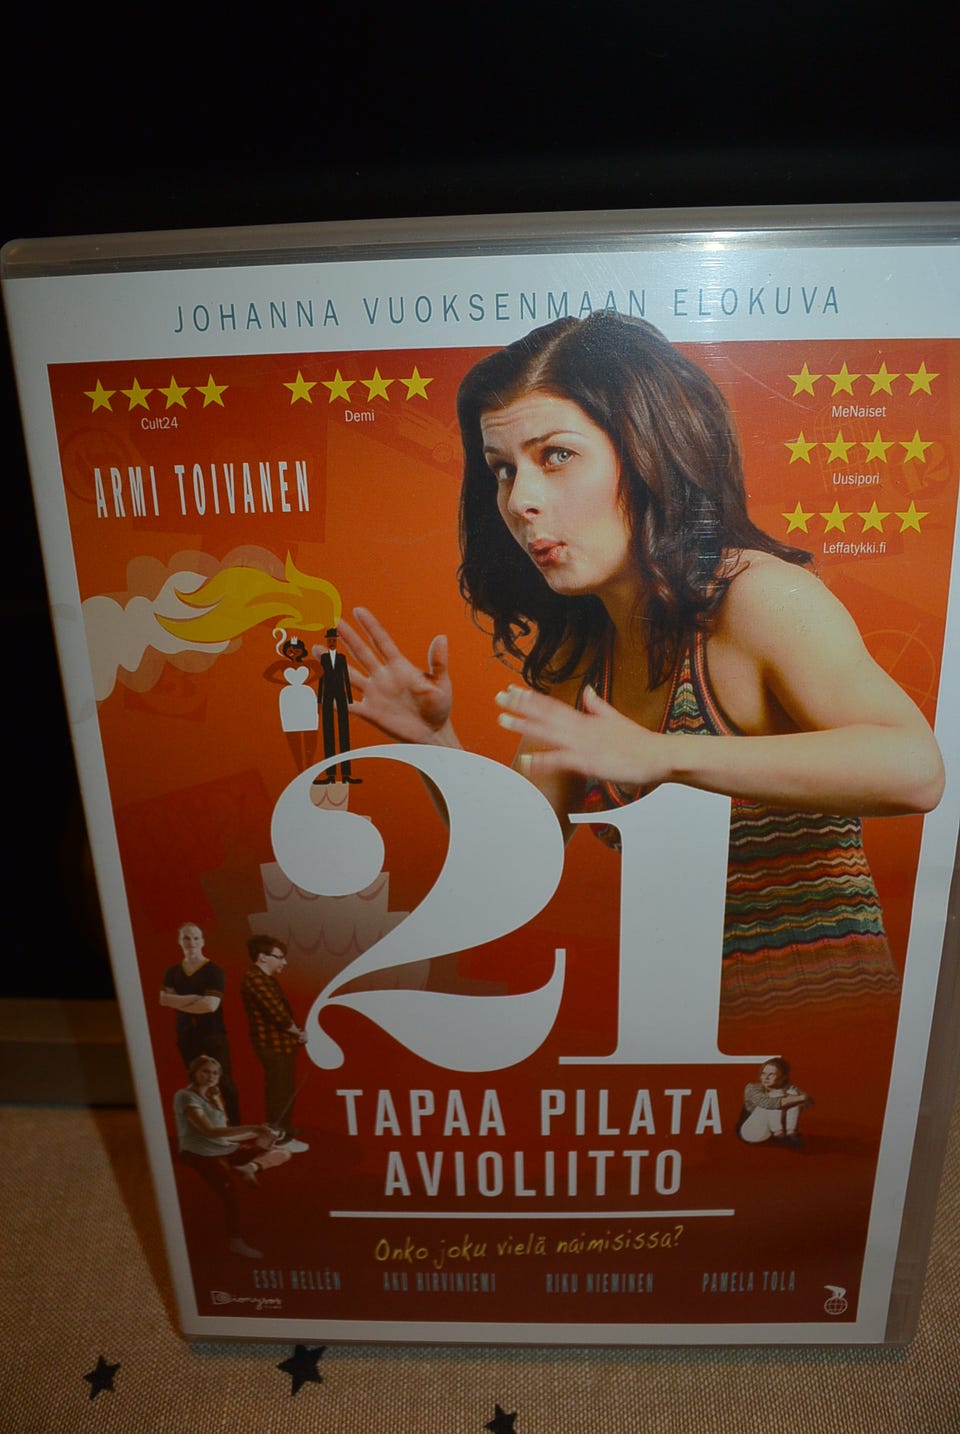 JOHANNA VUOKSENMAAN ELOKUVA
Cult24
Demi
MeNaiset
Uusipori
Leffatykki.fi
ARMI TOIVANEN
21
TAPAA PILATA
AVIOLIITTO
Onko joku vielä naimisissa?
ESSI HELLÉN AKU HIRVINIEMI RIKU NIEMINEN PAMELA TOLA
Dionysos